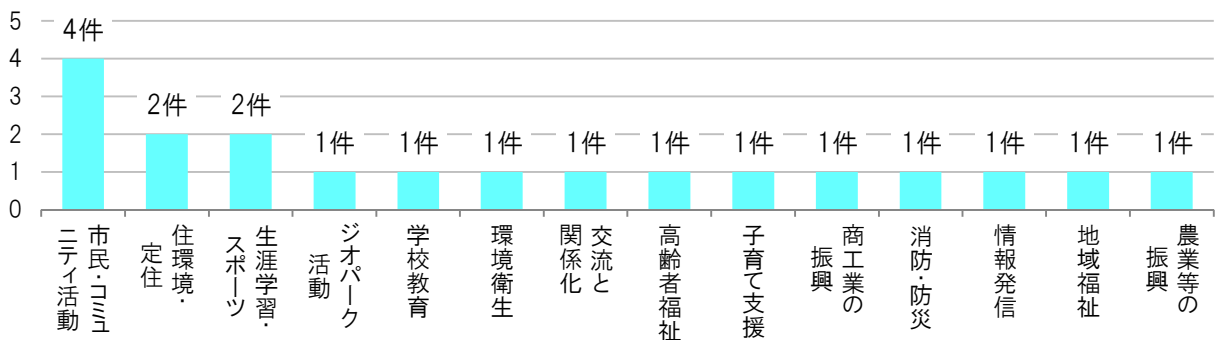 5
4
3
2
1
0
4件
2件
2件
1件
1件
1件
1件
1件
1件
1件
1件
1件
1件
1件
市民・コミュ
ニティ活動
住環境・
定住
生涯学習・
スポーツ
ジオパーク
活動
学校教育
環境衛生
交流と
関係化
高齢者福祉
子育て支援
商工業の
振興
消防・防災
情報発信
地域福祉
農業等の
振興